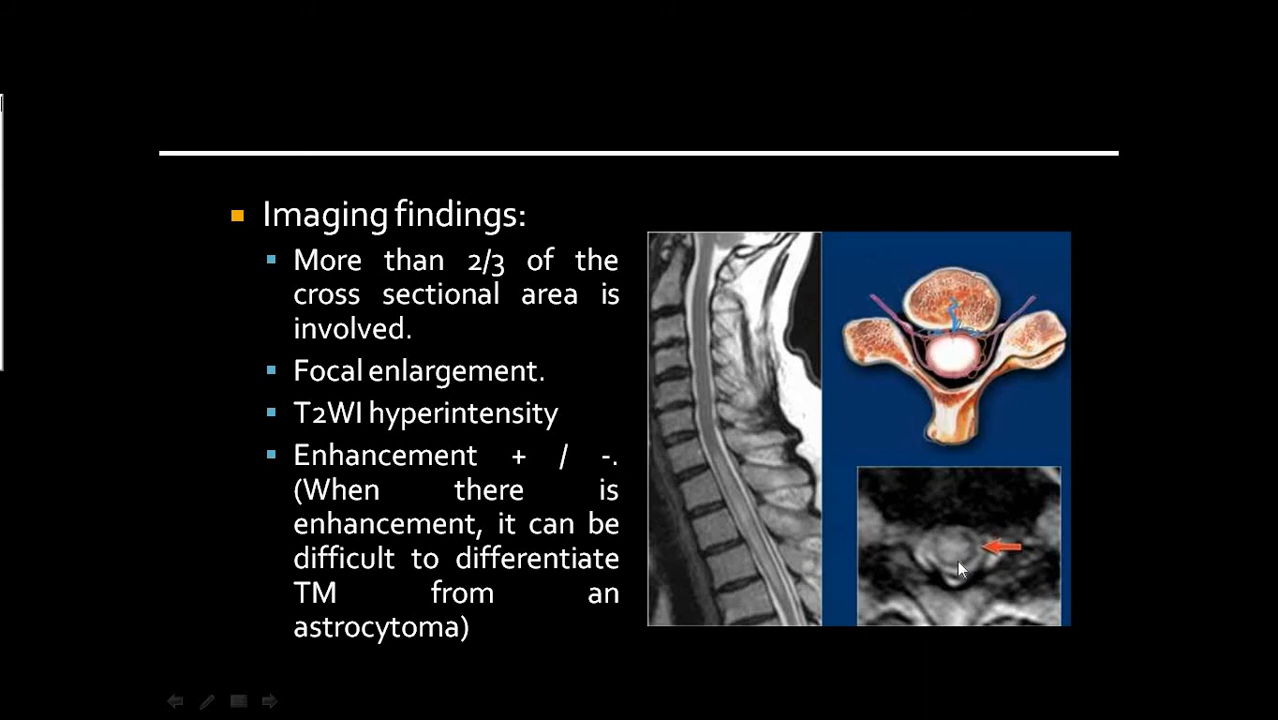 Imaging findings:
More than 2/3 of the
cross sectional area is
involved.
Focal enlargement.
T2WI hyperintensity
Enhancement + / -.
(When there is
enhancement, it can be
difficult to differentiate
TM from an
astrocytoma)